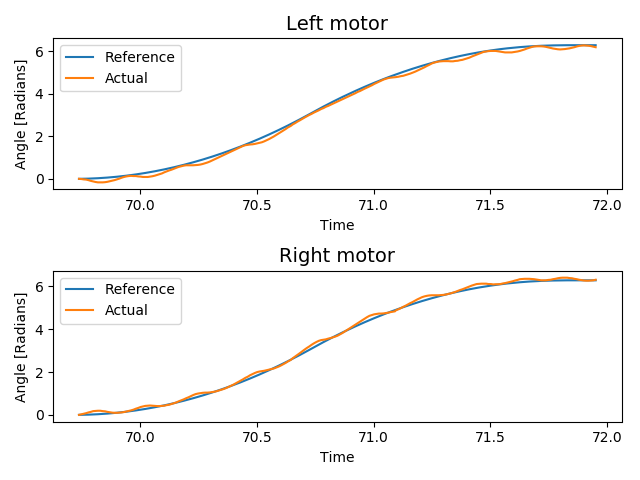 Left motor
Reference
Actual
Angle [Radians]
6
4
2
0
70.0 70.5 71.0 71.5 72.0
Time
Right motor
Reference
Actual
Angle [Radians]
6
4
2
0
70.0 70.5 71.0 71.5 72.0
Time